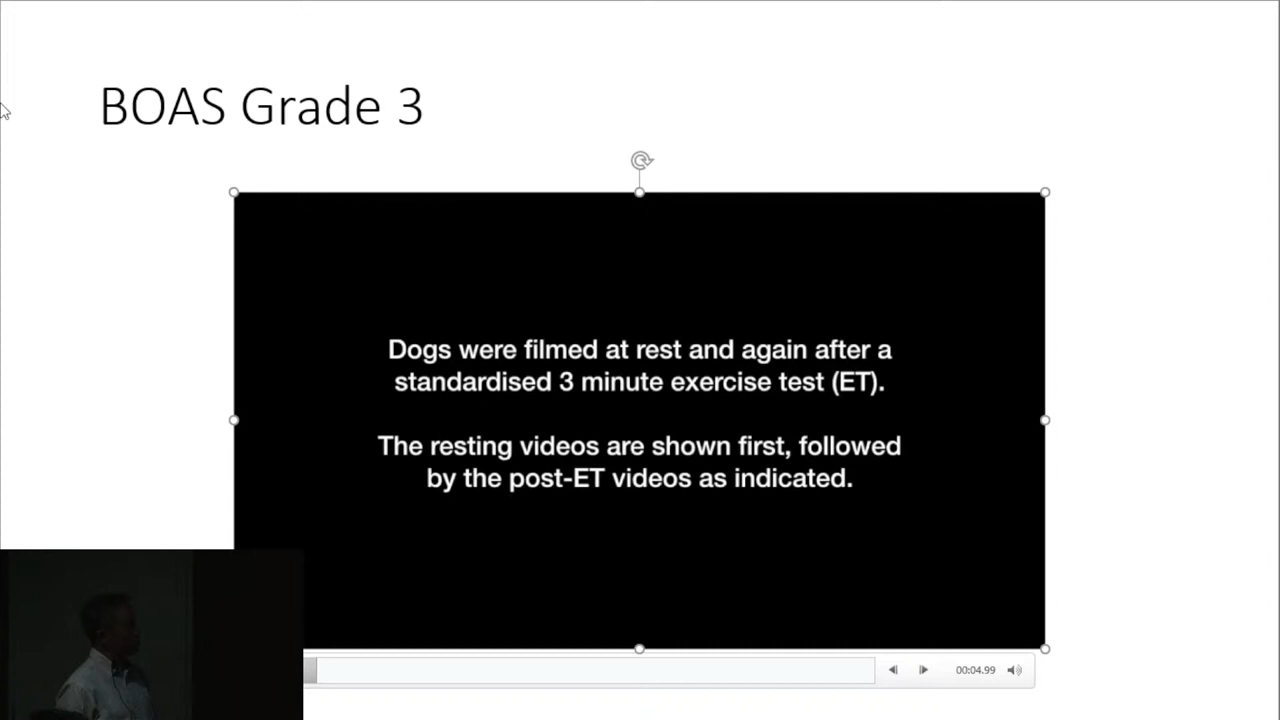 BOAS Grade 3
Dogs were filmed at rest and again after a
standardised 3 minute exercise test (ET).
The resting videos are shown first, followed
by the post-ET videos as indicated.
00:04.99